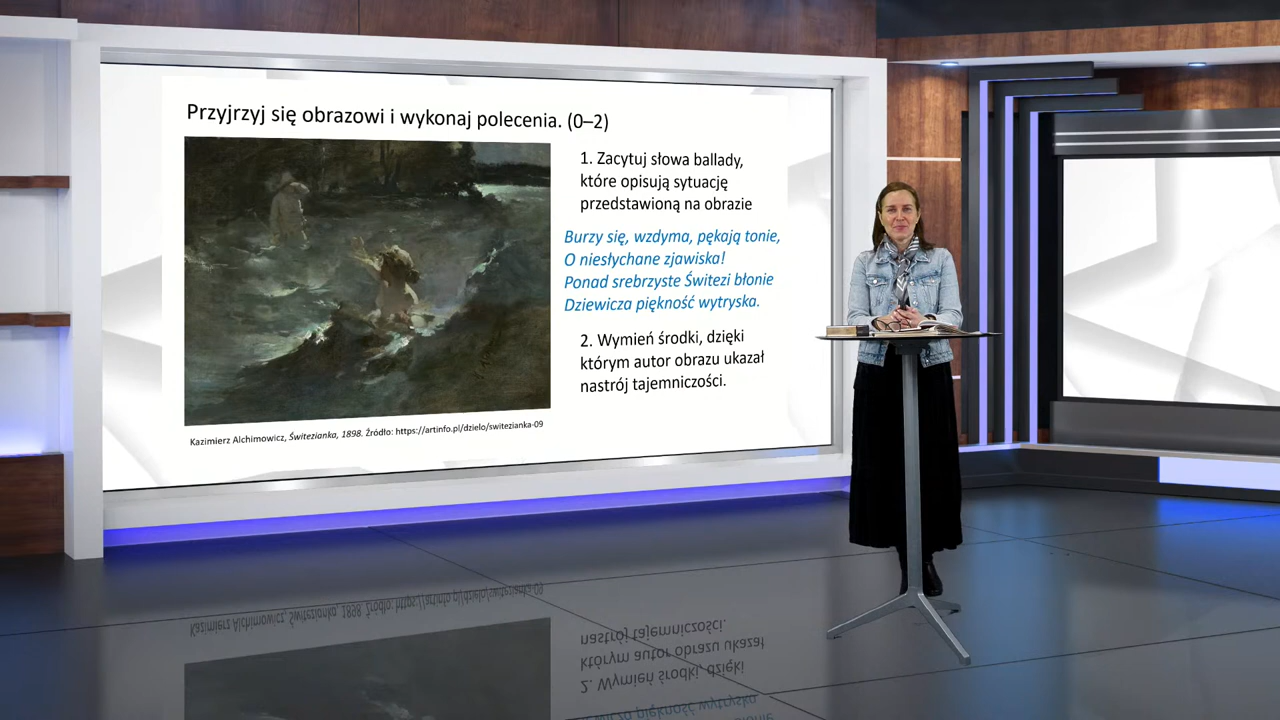 Przyjrzyj się obrazowi i wykonaj polecenia. (0–2)
1. Zacytuj słowa ballady,
które opisują sytuację
przedstawioną na obrazie
Burzy się, wzdyma, pękają tonie,
O niesłychane zjawiska!
Ponad srebrzyste Świtezi błonie
Dziewicza piękność wytryska.
2. Wymień środki, dzięki
którym autor obrazu ukazał
nastrój tajemniczości.
Kazimierz Alchimowicz, Świtezianka, 1898. Źródło: https://artinfo.pl/dzielo/switezianka-09